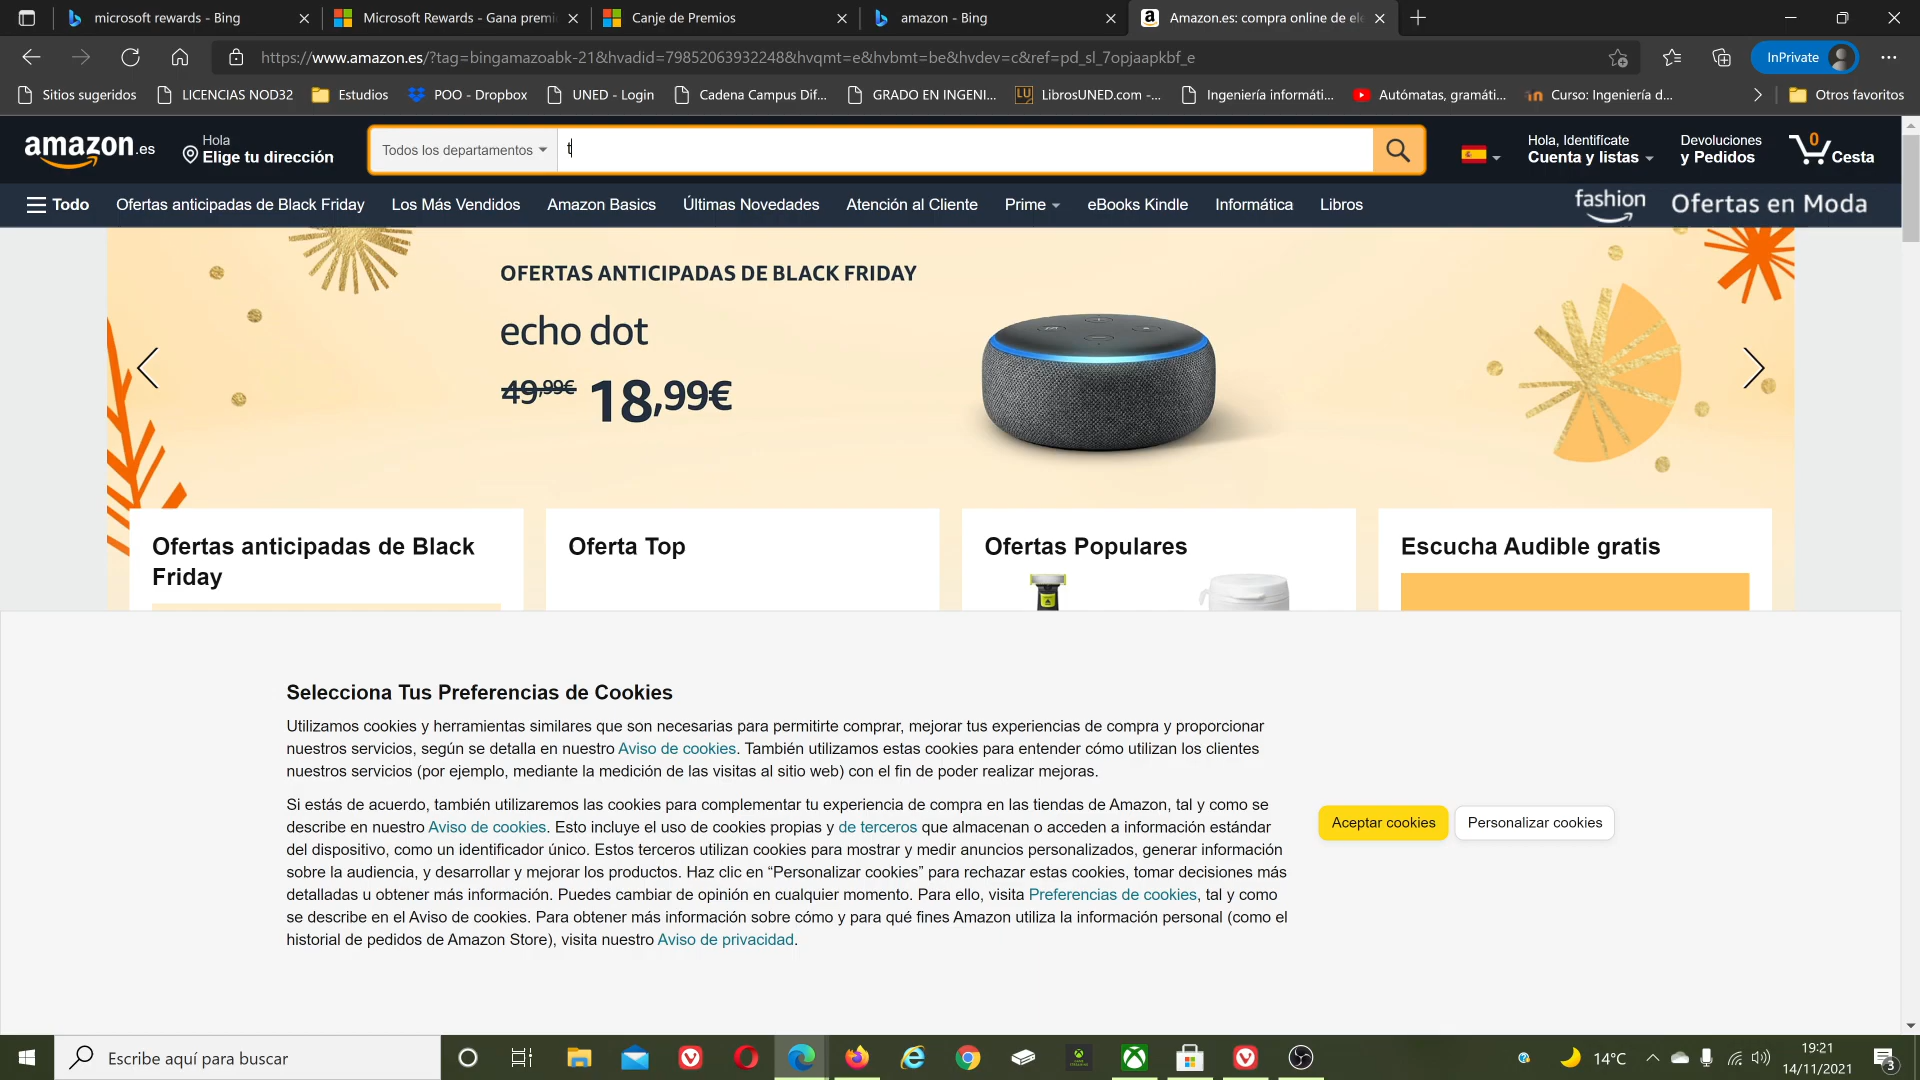 microsoft rewards - Bing
Microsoft Rewards - Gana premi
Canje de Premios
amazon - Bing
Amazon.es: compra online de ele
https://www.amazon.es/?tag=bingamazoabk-21&hvadid=79852063932248&hvqmt=e&hvbmt=be&hvdev=c&ref=pd_sl_7opjaapkbf_e
InPrivate
Sitios sugeridos
LICENCIAS NOD32
Estudios
POO - Dropbox
UNED - Login
Cadena Campus Dif...
GRADO EN INGENI...
LU
LibrosUNED.com -...
Ingeniería informáti...
Autómatas, gramáti...
Curso: Ingeniería d...
Otros favoritos
amazon.es
Hola
Elige tu dirección
Todos los departamentos
t
Hola, Identifícate
Cuenta y listas
Devoluciones
y Pedidos
0
Cesta
Todo
Ofertas anticipadas de Black Friday
Los Más Vendidos
Amazon Basics
Últimas Novedades
Atención al Cliente
Prime
eBooks Kindle
Informática
Libros
fashion
Ofertas en Moda
OFERTAS ANTICIPADAS DE BLACK FRIDAY
echo dot
49,99€ 18,99€
Ofertas anticipadas de Black
Friday
Oferta Top
Ofertas Populares
Escucha Audible gratis
Selecciona Tus Preferencias de Cookies
Utilizamos cookies y herramientas similares que son necesarias para permitirte comprar, mejorar tus experiencias de compra y proporcionar
nuestros servicios, según se detalla en nuestro Aviso de cookies. También utilizamos estas cookies para entender cómo utilizan los clientes
nuestros servicios (por ejemplo, mediante la medición de las visitas al sitio web) con el fin de poder realizar mejoras.
Si estás de acuerdo, también utilizaremos las cookies para complementar tu experiencia de compra en las tiendas de Amazon, tal y como se
describe en nuestro Aviso de cookies. Esto incluye el uso de cookies propias y de terceros que almacenan o acceden a información estándar
del dispositivo, como un identificador único. Estos terceros utilizan cookies para mostrar y medir anuncios personalizados, generar información
sobre la audiencia, y desarrollar y mejorar los productos. Haz clic en “Personalizar cookies” para rechazar estas cookies, tomar decisiones más
detalladas u obtener más información. Puedes cambiar de opinión en cualquier momento. Para ello, visita Preferencias de cookies, tal y como
se describe en el Aviso de cookies. Para obtener más información sobre cómo y para qué fines Amazon utiliza la información personal (como el
historial de pedidos de Amazon Store), visita nuestro Aviso de privacidad.
Aceptar cookies
Personalizar cookies
Escribe aquí para buscar
14°C
19:21
14/11/2021
3